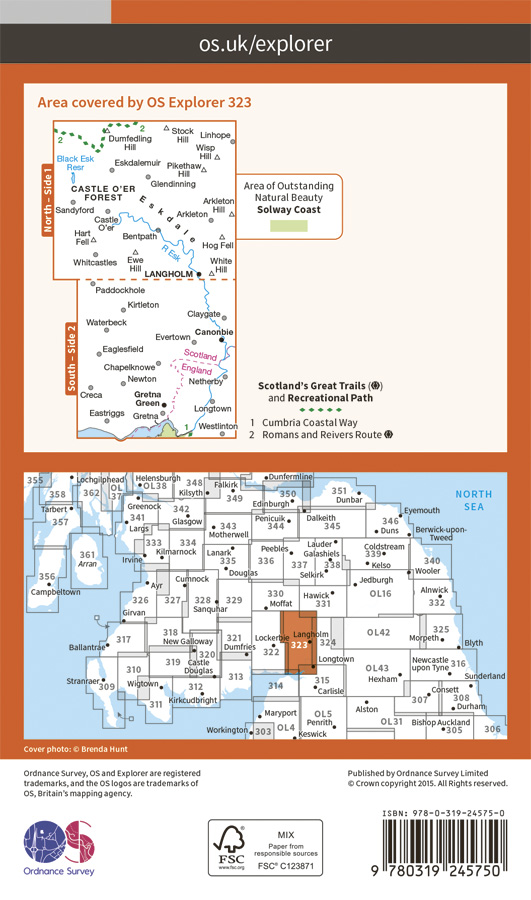 os.uk/explorer
Area covered by OS Explorer 323
North – Side 1
2
2
Dumfedling
Hill
Stock
Hill
Linhope
Wisp
Hill
Black Esk
Resr
Eskdalemuir
Pikethaw
Hill
Glendinning
CASTLE O'ER
FOREST
Sandyford
Castle
O'er
Eskdale
Arkleton
Hill
Arkleton
Hart
Fell
Bentpath
R Esk
Hog Fell
Whitcastles
Ewe
Hill
White
Hill
LANGHOLM
South – Side 2
Paddockhole
Kirtleton
Waterbeck
Claygate
Evertown
Canonbie
Eaglesfield
Scotland
England
Chapelknowe
Newton
Netherby
Creca
Gretna
Green
Longtown
Eastriggs
Gretna
1
Westlinton
Area of Outstanding
Natural Beauty
Solway Coast
Scotland's Great Trails ( )
and Recreational Path
1 Cumbria Coastal Way
2 Romans and Reivers Route
355
Lochgilphead
Helensburgh
348
Falkirk
Dunfermline
358
362
OL
37
OL38
Kilsyth
349
350
351
Dunbar
NORTH
SEA
Tarbert
357
Greenock
341
342
Edinburgh
Largs
Glasgow
343
Motherwell
Penicuik
344
Dalkeith
345
346
Duns
Eyemouth
Berwick-upon-
Tweed
361
Arran
333
334
Irvine
Kilmarnock
Lanark
335
Peebles
336
Lauder
Galashiels
337
338
Selkirk
Coldstream
339
Kelso
340
Wooler
356
Campbeltown
Ayr
Cumnock
Douglas
Jedburgh
326
327
328
329
Sanquhar
330
Moffat
Hawick
331
OL16
Alnwick
332
Girvan
317
318
New Galloway
321
Lockerbie
Langholm
323
324
OL42
325
Morpeth
Ballantrae
320
Dumfries
322
Blyth
Stranraer
309
310
319
Castle
Douglas
313
Longtown
OL43
Hexham
Newcastle
upon Tyne
316
Wigtown
311
312
Kirkcudbright
314
315
Carlisle
Sunderland
307
Consett
308
Durham
Maryport
OL5
Penrith
Alston
OL31
Bishop Auckland
305
306
Workington
303
OL4
Keswick
Cover photo: © Brenda Hunt
Ordnance Survey, OS and Explorer are registered
trademarks, and the OS logos are trademarks of
OS, Britain's mapping agency.
Published by Ordnance Survey Limited
© Crown copyright 2015. All Rights reserved.
OS
Ordnance Survey
FSC
www.fsc.org
MIX
Paper from
responsible sources
FSC® C123871
ISBN: 978-0-319-24575-0
9 780319 245750